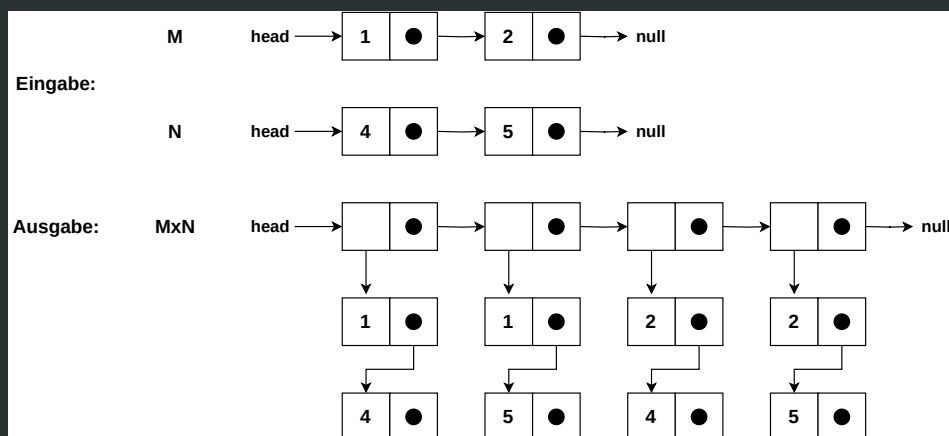 M head 1 2 null
Eingabe:
N head 4 5 null
Ausgabe: MxN head null
1 1 2 2
4 5 4 5